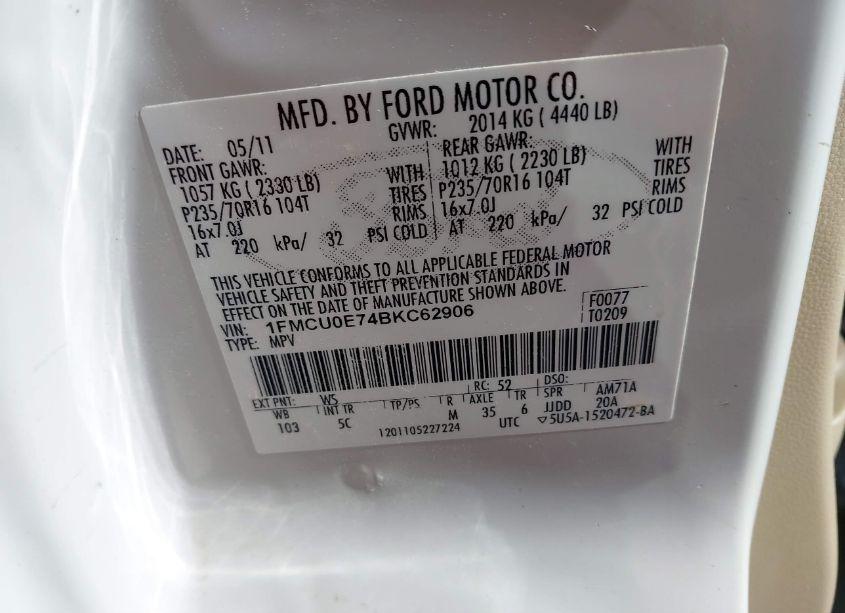 MFD. BY FORD MOTOR CO.
DATE: 05/11 GVWR: 2014 KG ( 4440 LB)
FRONT GAWR: REAR GAWR:
1057 KG ( 2330 LB) WITH 1012 KG ( 2230 LB) WITH
P235/70R16 104T TIRES P235/70R16 104T TIRES
16x7.0J RIMS 16x7.0J RIMS
AT 220 kPa/ 32 PSI COLD AT 220 kPa/ 32 PSI COLD
THIS VEHICLE CONFORMS TO ALL APPLICABLE FEDERAL MOTOR
VEHICLE SAFETY AND THEFT PREVENTION STANDARDS IN
EFFECT ON THE DATE OF MANUFACTURE SHOWN ABOVE.
VIN: 1FMCU0E74BKC62906 F0077
TYPE: MPV T0209
EXT PNT: WS RC: 52 DSO:
WB INT TR TP/PS R AXLE TR SPR AM71A
103 5C M 35 6 JJDD 20A
1201105227224 UTC ▽5U5A-1520472-BA